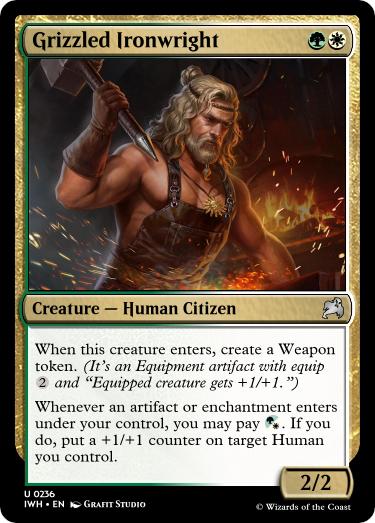 Grizzled Ironwright
Creature — Human Citizen
When this creature enters, create a Weapon
token. (It's an Equipment artifact with equip
2 and “Equipped creature gets +1/+1.”)
Whenever an artifact or enchantment enters
under your control, you may pay . If you
do, put a +1/+1 counter on target Human
you control.
2/2
U 0236
IWH • EN Grafit Studio
© Wizards of the Coast